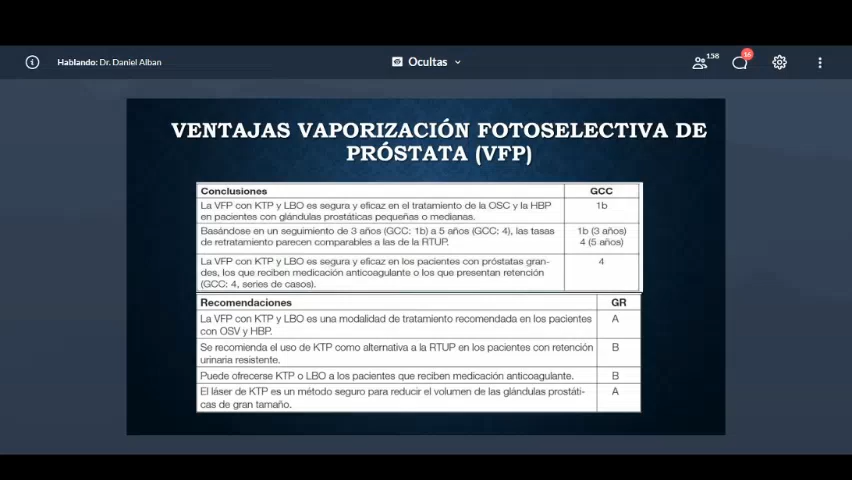 Hablando: Dr. Daniel Alban
Ocultas
158
16
VENTAJAS VAPORIZACIÓN FOTOSELECTIVA DE
PRÓSTATA (VFP)
Conclusiones GCC
La VFP con KTP y LBO es segura y eficaz en el tratamiento de la OSC y la HBP 1b
en pacientes con glándulas prostáticas pequeñas o medianas.
Basándose en un seguimiento de 3 años (GCC: 1b) a 5 años (GCC: 4), las tasas 1b (3 años)
de retratamiento parecen comparables a las de la RTUP. 4 (5 años)
La VFP con KTP y LBO es segura y eficaz en los pacientes con próstatas gran- 4
des, los que reciben medicación anticoagulante o los que presentan retención
(GCC: 4, series de casos).
Recomendaciones GR
La VFP con KTP y LBO es una modalidad de tratamiento recomendada en los pacientes A
con OSV y HBP.
Se recomienda el uso de KTP como alternativa a la RTUP en los pacientes con retención B
urinaria resistente.
Puede ofrecerse KTP o LBO a los pacientes que reciben medicación anticoagulante. B
El láser de KTP es un método seguro para reducir el volumen de las glándulas prostáti- A
cas de gran tamaño.